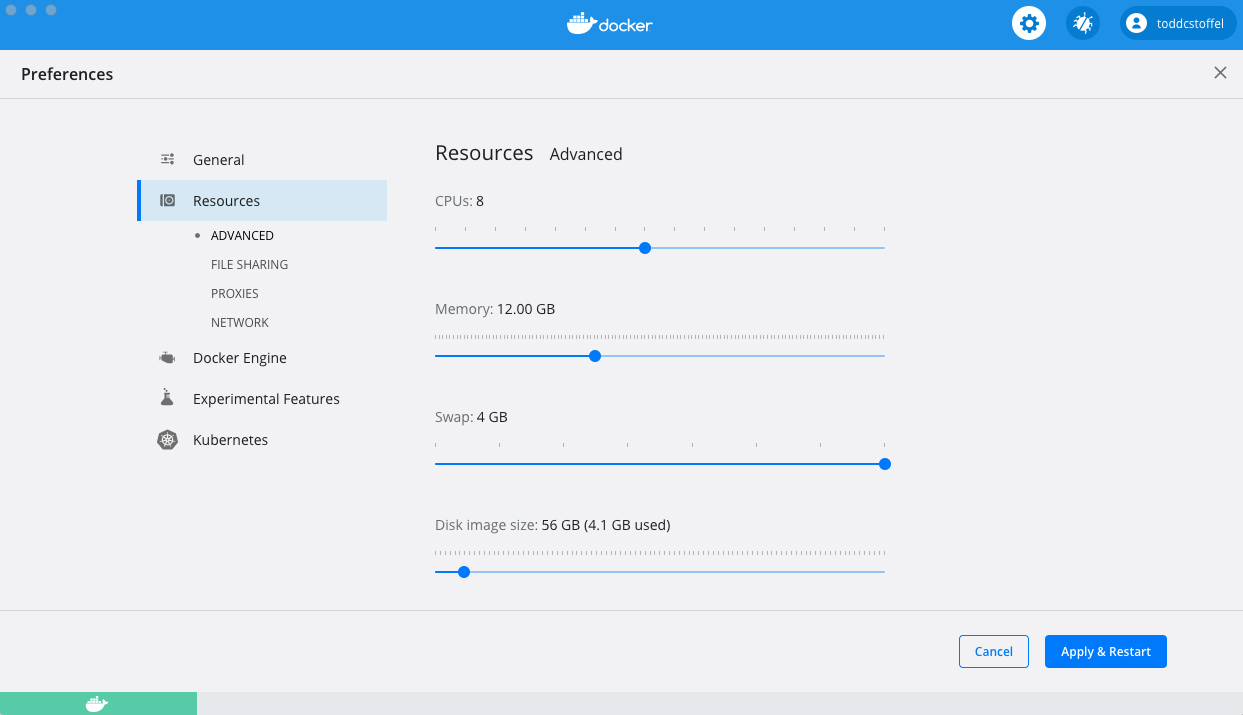 docker
toddcstoffel
Preferences
General
Resources
ADVANCED
FILE SHARING
PROXIES
NETWORK
Docker Engine
Experimental Features
Kubernetes
Resources Advanced
CPUs: 8
Memory: 12.00 GB
Swap: 4 GB
Disk image size: 56 GB (4.1 GB used)
Cancel
Apply & Restart